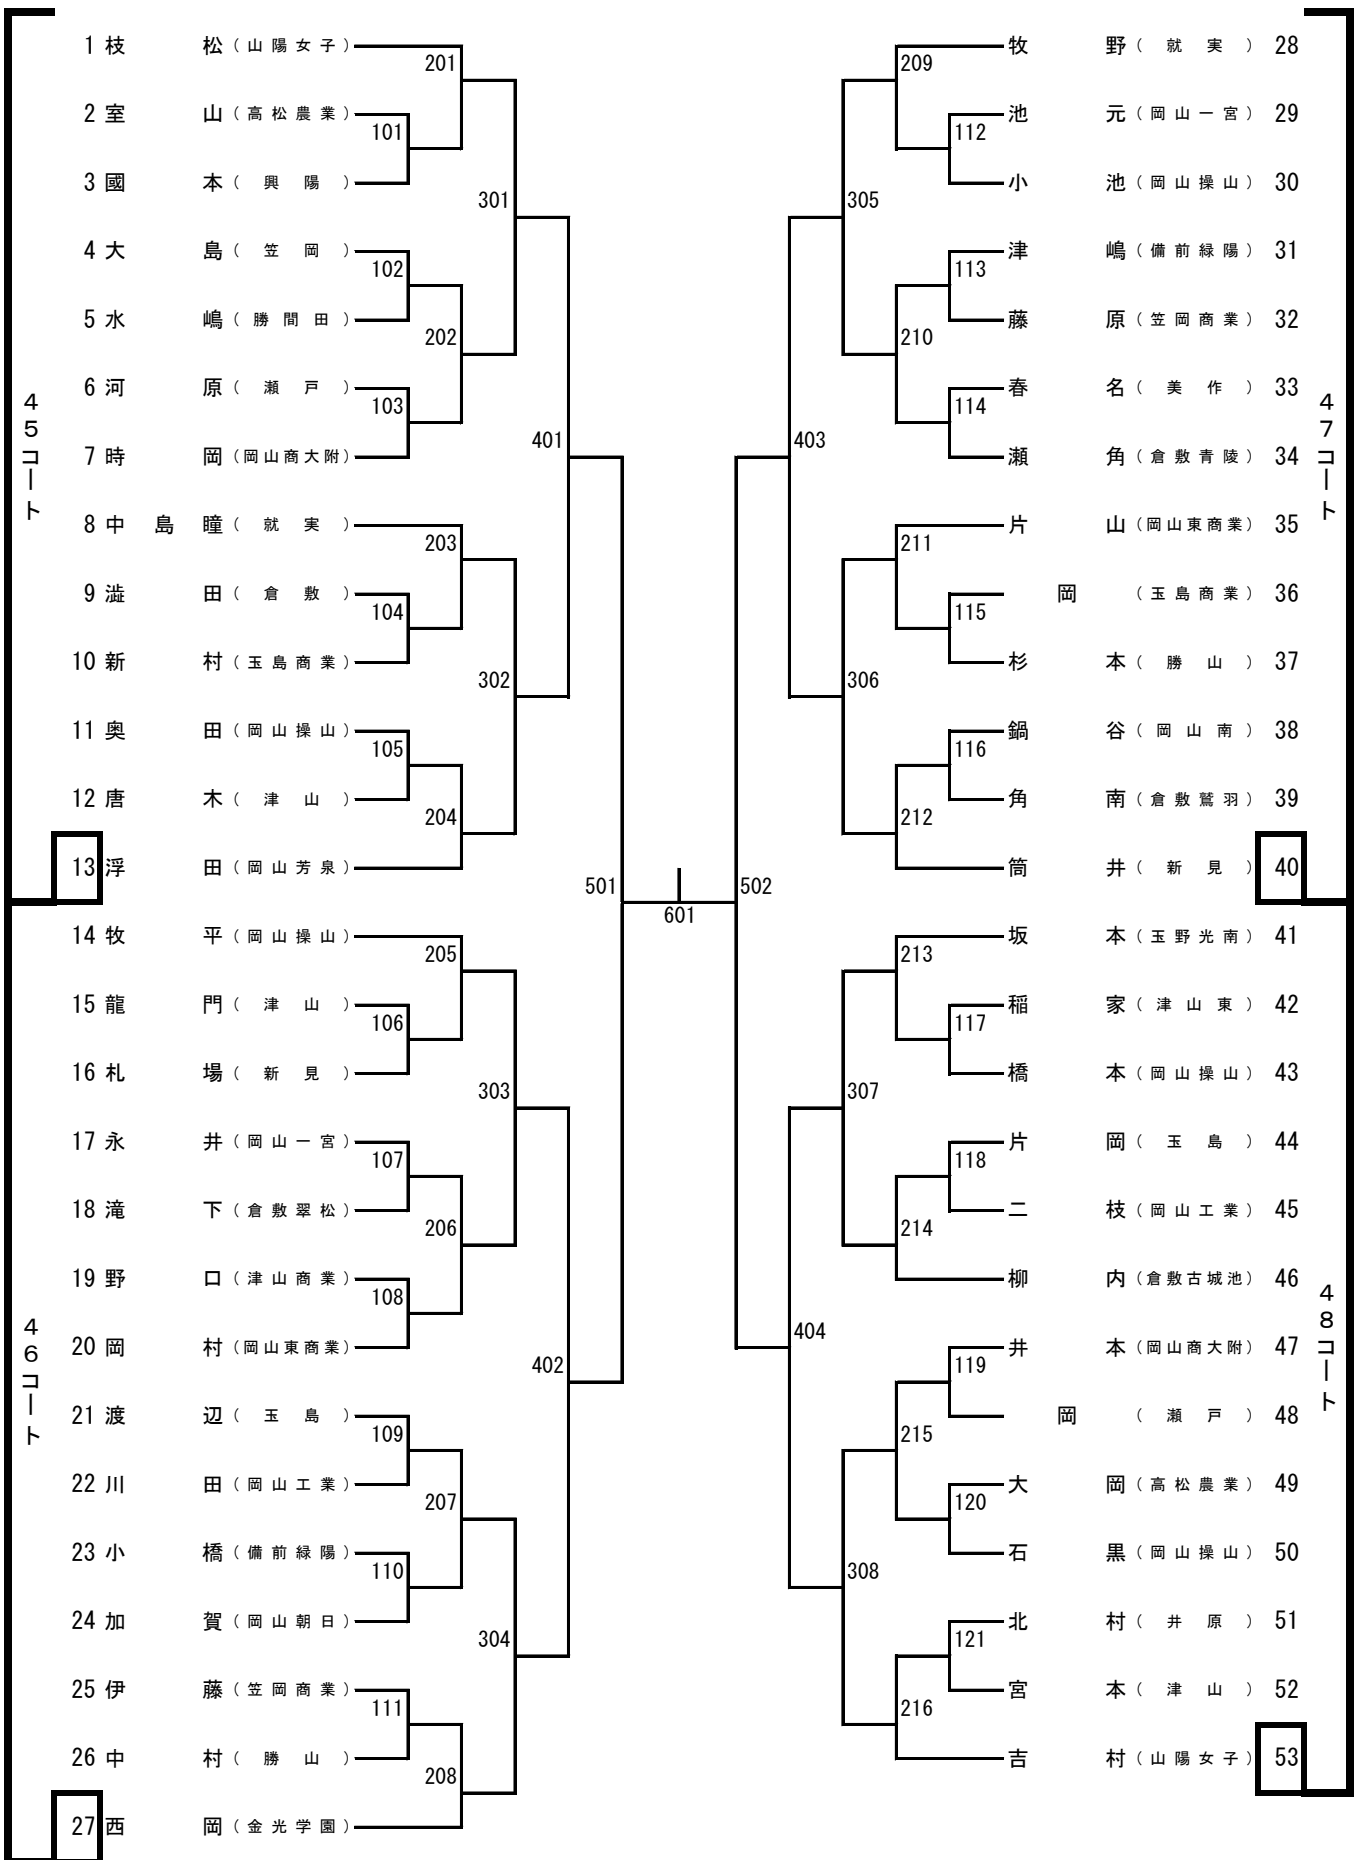 45コート
1 枝 松 (山陽女子)
201
2 室 山 (高松農業)
101
3 國 本 (興 陽)
301
4 大 島 (笠 岡)
102
5 水 嶋 (勝間田)
202
6 河 原 (瀬 戸)
103
7 時 岡 (岡山商大附)
401
8 中 島 瞳 (就 実)
203
9 澁 田 (倉 敷)
104
10 新 村 (玉島商業)
302
11 奥 田 (岡山操山)
105
12 唐 木 (津 山)
204
13 浮 田 (岡山芳泉)
501
46コート
14 牧 平 (岡山操山)
205
15 龍 門 (津 山)
106
16 札 場 (新 見)
303
17 永 井 (岡山一宮)
107
18 滝 下 (倉敷翠松)
206
19 野 口 (津山商業)
108
20 岡 村 (岡山東商業)
402
21 渡 辺 (玉 島)
109
22 川 田 (岡山工業)
207
23 小 橋 (備前緑陽)
110
24 加 賀 (岡山朝日)
304
25 伊 藤 (笠岡商業)
111
26 中 村 (勝 山)
208
27 西 岡 (金光学園)
601
47コート
牧 野 (就 実) 28
209
池 元 (岡山一宮) 29
112
小 池 (岡山操山) 30
305
津 嶋 (備前緑陽) 31
113
藤 原 (笠岡商業) 32
210
春 名 (美 作) 33
114
瀬 角 (倉敷青陵) 34
403
片 山 (岡山東商業) 35
211
岡 (玉島商業) 36
115
杉 本 (勝 山) 37
306
鍋 谷 (岡山南) 38
116
角 南 (倉敷鷲羽) 39
212
筒 井 (新 見) 40
502
48コート
坂 本 (玉野光南) 41
213
稲 家 (津山東) 42
117
橋 本 (岡山操山) 43
307
片 岡 (玉 島) 44
118
二 枝 (岡山工業) 45
214
柳 内 (倉敷古城池) 46
404
井 本 (岡山商大附) 47
119
岡 (瀬 戸) 48
215
大 岡 (高松農業) 49
120
石 黒 (岡山操山) 50
308
北 村 (井 原) 51
121
宮 本 (津 山) 52
216
吉 村 (山陽女子) 53